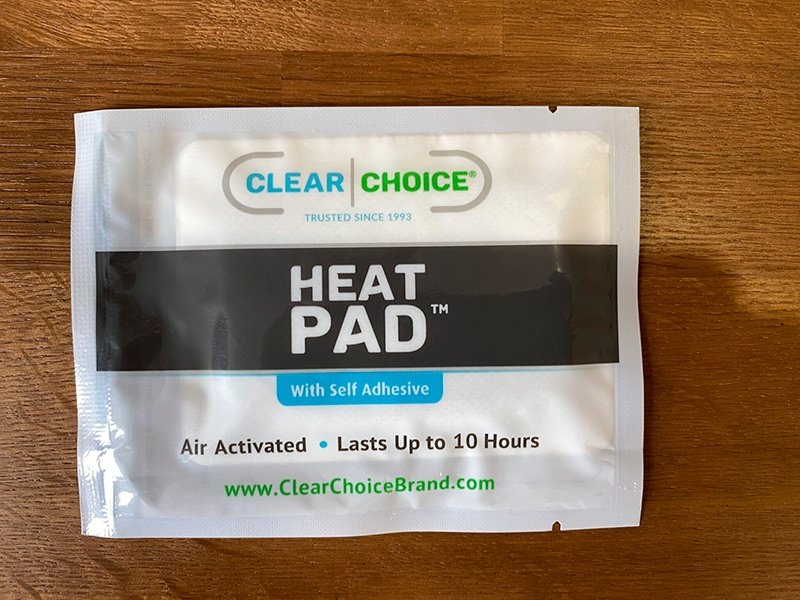 CLEAR | CHOICE®
TRUSTED SINCE 1993
HEAT
PAD™
With Self Adhesive
Air Activated • Lasts Up to 10 Hours
www.ClearChoiceBrand.com